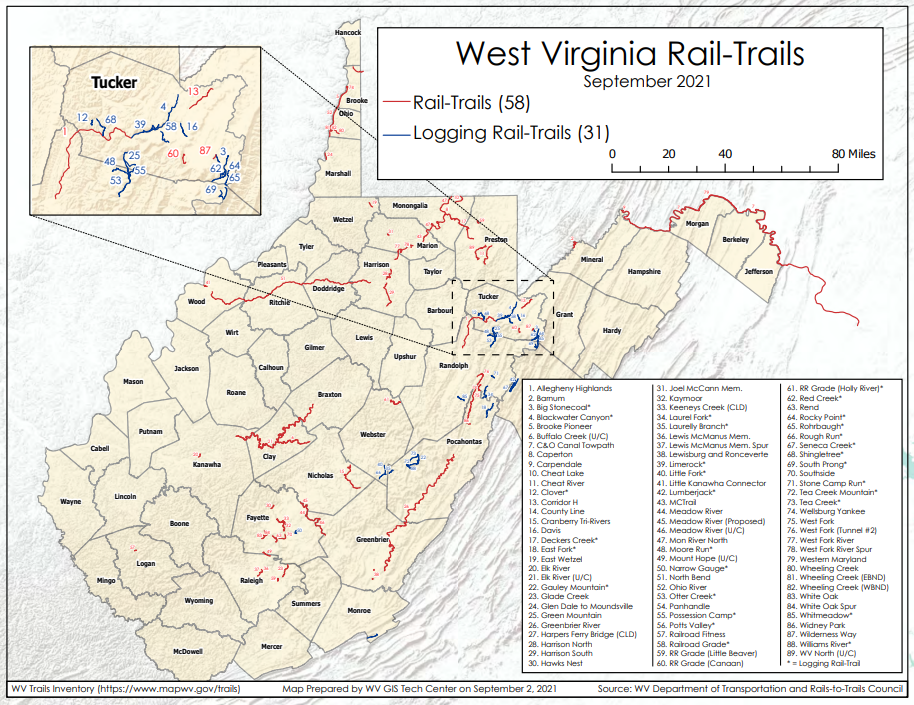 West Virginia Rail-Trails
September 2021
Rail-Trails (58)
Logging Rail-Trails (31)
0 20 40 80 Miles
Tucker
1
12
68
39
4
13
58
16
60
87
3
62
64
65
69
25
48
55
53
Hancock
Brooke
Ohio
Marshall
Wetzel
Monongalia
Marion
Preston
Tyler
Pleasants
Harrison
Taylor
Doddridge
Wood
Ritchie
Barbour
Tucker
Mineral
Hampshire
Morgan
Berkeley
Jefferson
Grant
Hardy
Wirt
Gilmer
Lewis
Upshur
Randolph
Mason
Jackson
Calhoun
Roane
Braxton
Webster
Pocahontas
Putnam
Cabell
Kanawha
Clay
Nicholas
Wayne
Lincoln
Boone
Fayette
Greenbrier
Logan
Mingo
Raleigh
Wyoming
Summers
Monroe
Mercer
McDowell
1. Allegheny Highlands
2. Barnum
3. Big Stonecoal*
4. Blackwater Canyon*
5. Brooke Pioneer
6. Buffalo Creek (U/C)
7. C&O Canal Towpath
8. Caperton
9. Carpendale
10. Cheat Lake
11. Cheat River
12. Clover*
13. Corridor H
14. County Line
15. Cranberry Tri-Rivers
16. Davis
17. Deckers Creek*
18. East Fork*
19. East Wetzel
20. Elk River
21. Elk River (U/C)
22. Gauley Mountain*
23. Glade Creek
24. Glen Dale to Moundsville
25. Green Mountain
26. Greenbrier River
27. Harpers Ferry Bridge (CLD)
28. Harrison North
29. Harrison South
30. Hawks Nest
31. Joel McCann Mem.
32. Kaymoor
33. Keeneys Creek (CLD)
34. Laurel Fork*
35. Laurelly Branch*
36. Lewis McManus Mem.
37. Lewis McManus Mem. Spur
38. Lewisburg and Ronceverte
39. Limerock*
40. Little Fork*
41. Little Kanawha Connector
42. Lumberjack*
43. MCTrail
44. Meadow River
45. Meadow River (Proposed)
46. Meadow River (U/C)
47. Mon River North
48. Moore Run*
49. Mount Hope (U/C)
50. Narrow Gauge*
51. North Bend
52. Ohio River
53. Otter Creek*
54. Panhandle
55. Possession Camp*
56. Potts Valley*
57. Railroad Fitness
58. Railroad Grade*
59. RR Grade (Little Beaver)
60. RR Grade (Canaan)
61. RR Grade (Holly River)*
62. Red Creek*
63. Rend
64. Rocky Point*
65. Rohrbaugh*
66. Rough Run*
67. Seneca Creek*
68. Shingletree*
69. South Prong*
70. Southside
71. Stone Camp Run*
72. Tea Creek Mountain*
73. Tea Creek*
74. Wellsburg Yankee
75. West Fork
76. West Fork (Tunnel #2)
77. West Fork River
78. West Fork River Spur
79. Western Maryland
80. Wheeling Creek
81. Wheeling Creek (EBND)
82. Wheeling Creek (WBND)
83. White Oak
84. White Oak Spur
85. Whitmeadow*
86. Widney Park
87. Wilderness Way
88. Williams River*
89. WV North (U/C)
* = Logging Rail-Trail
WV Trails Inventory (https://www.mapwv.gov/trails)
Map Prepared by WV GIS Tech Center on September 2, 2021
Source: WV Department of Transportation and Rails-to-Trails Council